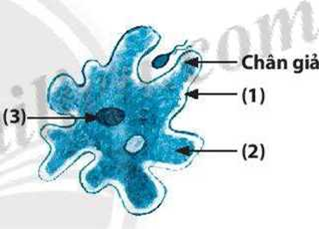 Chân giả
(1)
(3)
(2)